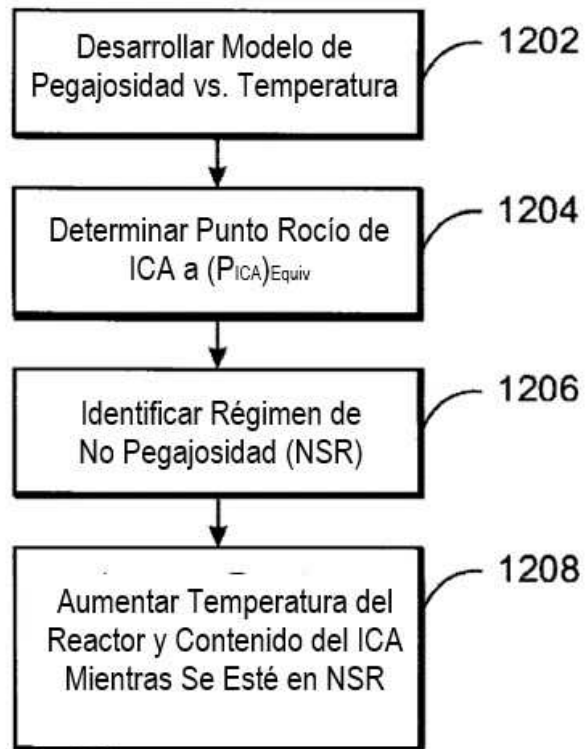 Desarrollar Modelo de
Pegajosidad vs. Temperatura
1202
Determinar Punto Rocío de
ICA a (PICA)Equiv
1204
Identificar Régimen de
No Pegajosidad (NSR)
1206
Aumentar Temperatura del
Reactor y Contenido del ICA
Mientras Se Esté en NSR
1208